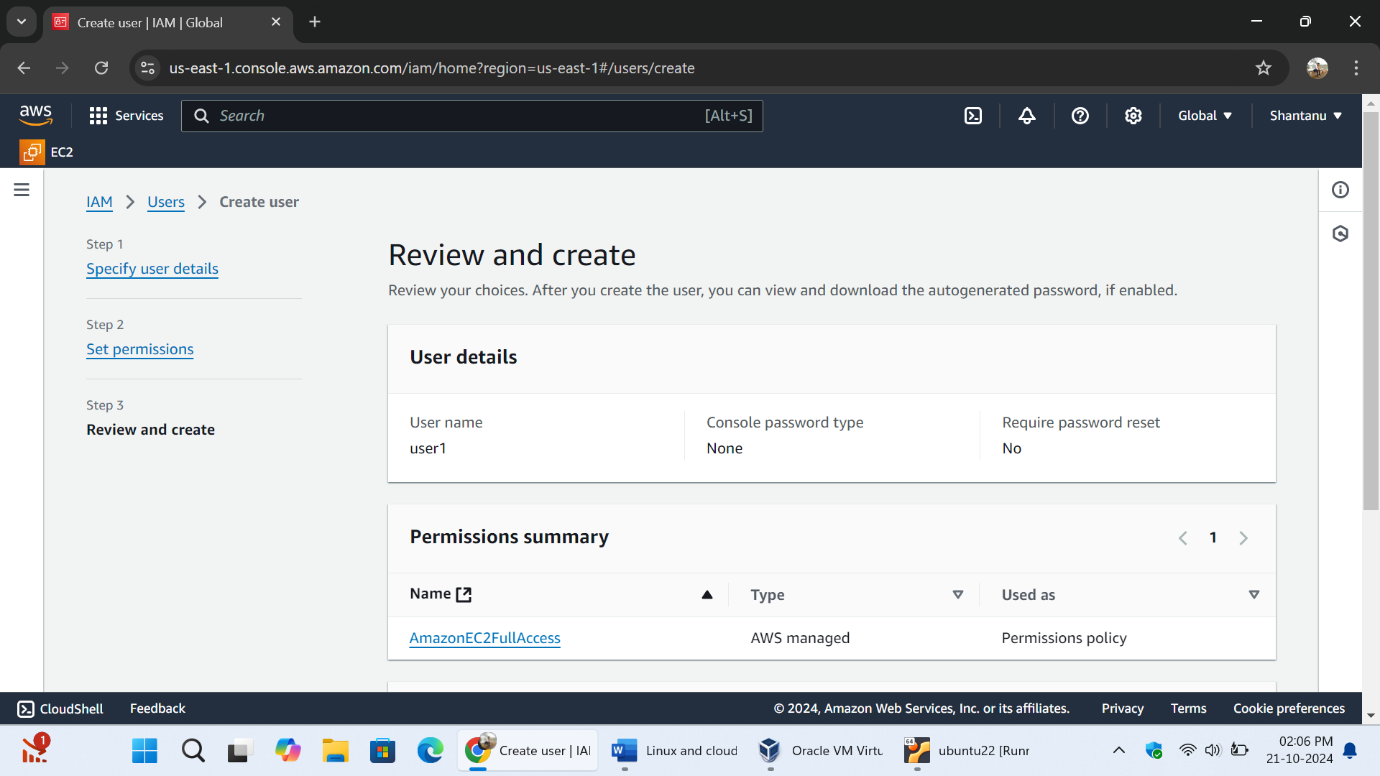 Create user | IAM | Global
us-east-1.console.aws.amazon.com/iam/home?region=us-east-1#/users/create
aws
Services
Search
[Alt+S]
Global
Shantanu
EC2
IAM
Users
Create user
Step 1
Specify user details
Step 2
Set permissions
Step 3
Review and create
Review and create
Review your choices. After you create the user, you can view and download the autogenerated password, if enabled.
User details
User name
Console password type
Require password reset
user1
None
No
Permissions summary
1
Name
Type
Used as
AmazonEC2FullAccess
AWS managed
Permissions policy
CloudShell
Feedback
© 2024, Amazon Web Services, Inc. or its affiliates.
Privacy
Terms
Cookie preferences
1
Create user | IAI
Linux and cloud
Oracle VM Virtu
64
ubuntu22 [Runr
02:06 PM
21-10-2024